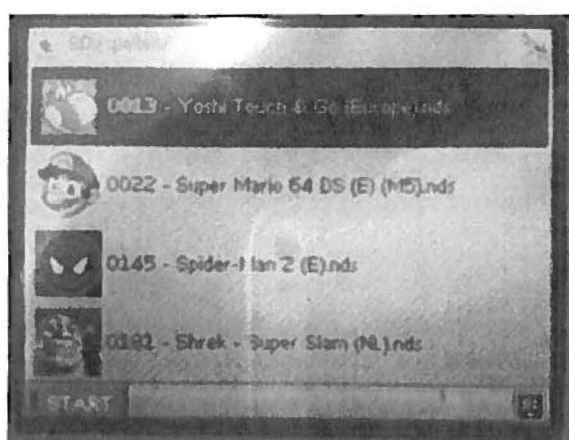 0013 - Yoshi Touch & Go (Europe).nds
0022 - Super Mario 64 DS (E) (M5).nds
0145 - Spider-Man 2 (E).nds
0191 - Shrek - Super Slam (NL).nds
START